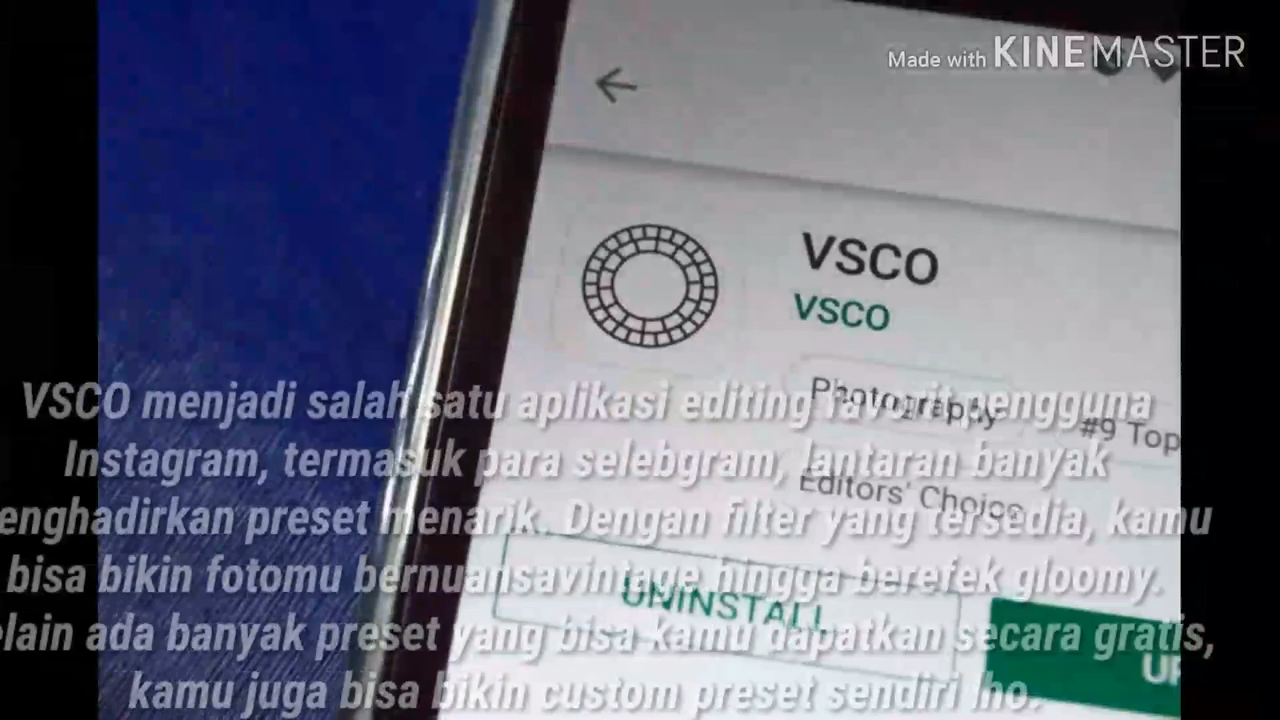 Made with KINEMASTER
VSCO
VSCO
Photography
#9 Top
Editors' Choice
UNINSTALL
VSCO menjadi salah satu aplikasi editing pengguna
Instagram, termasuk para selebgram, lantaran banyak
enghadirkan preset menarik. Dengan filter yang tersedia, kamu
bisa bikin fotomu bernuansavintage hingga berefek gloomy.
elain ada banyak preset yang bisa kamu dapatkan secara gratis,
kamu juga bisa bikin custom preset sendiri lho.